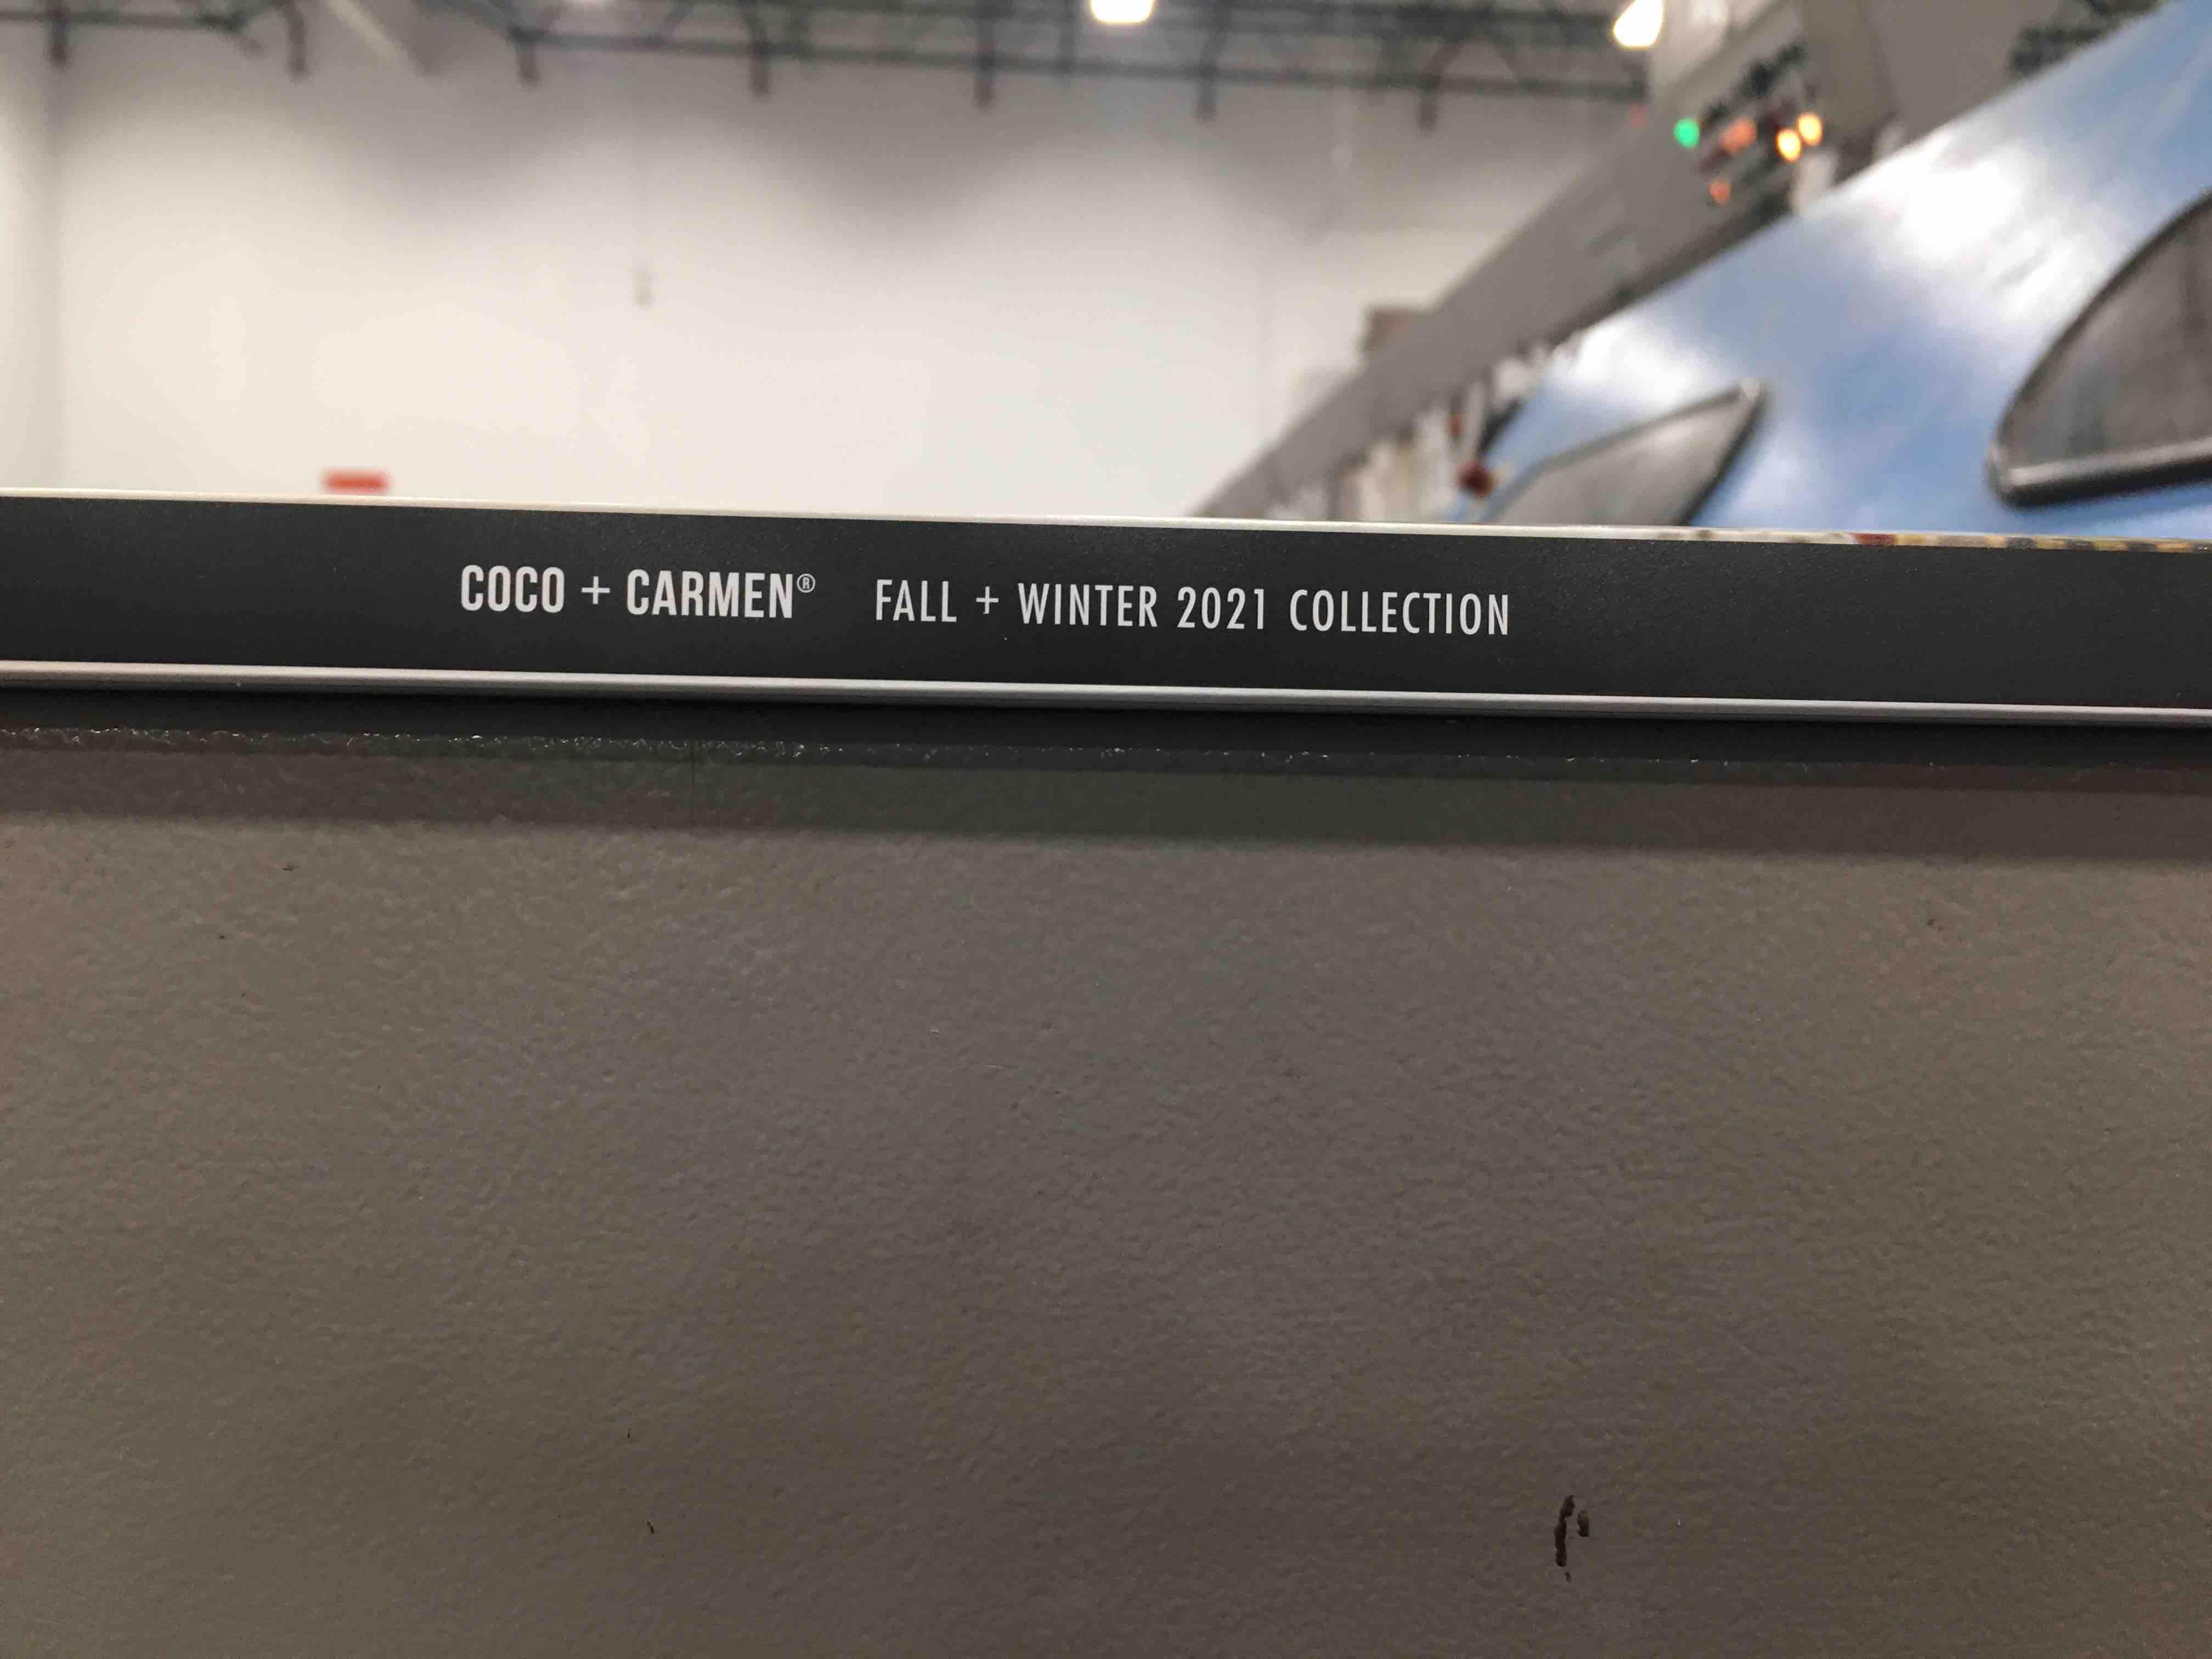 COCO + CARMEN® FALL + WINTER 2021 COLLECTION